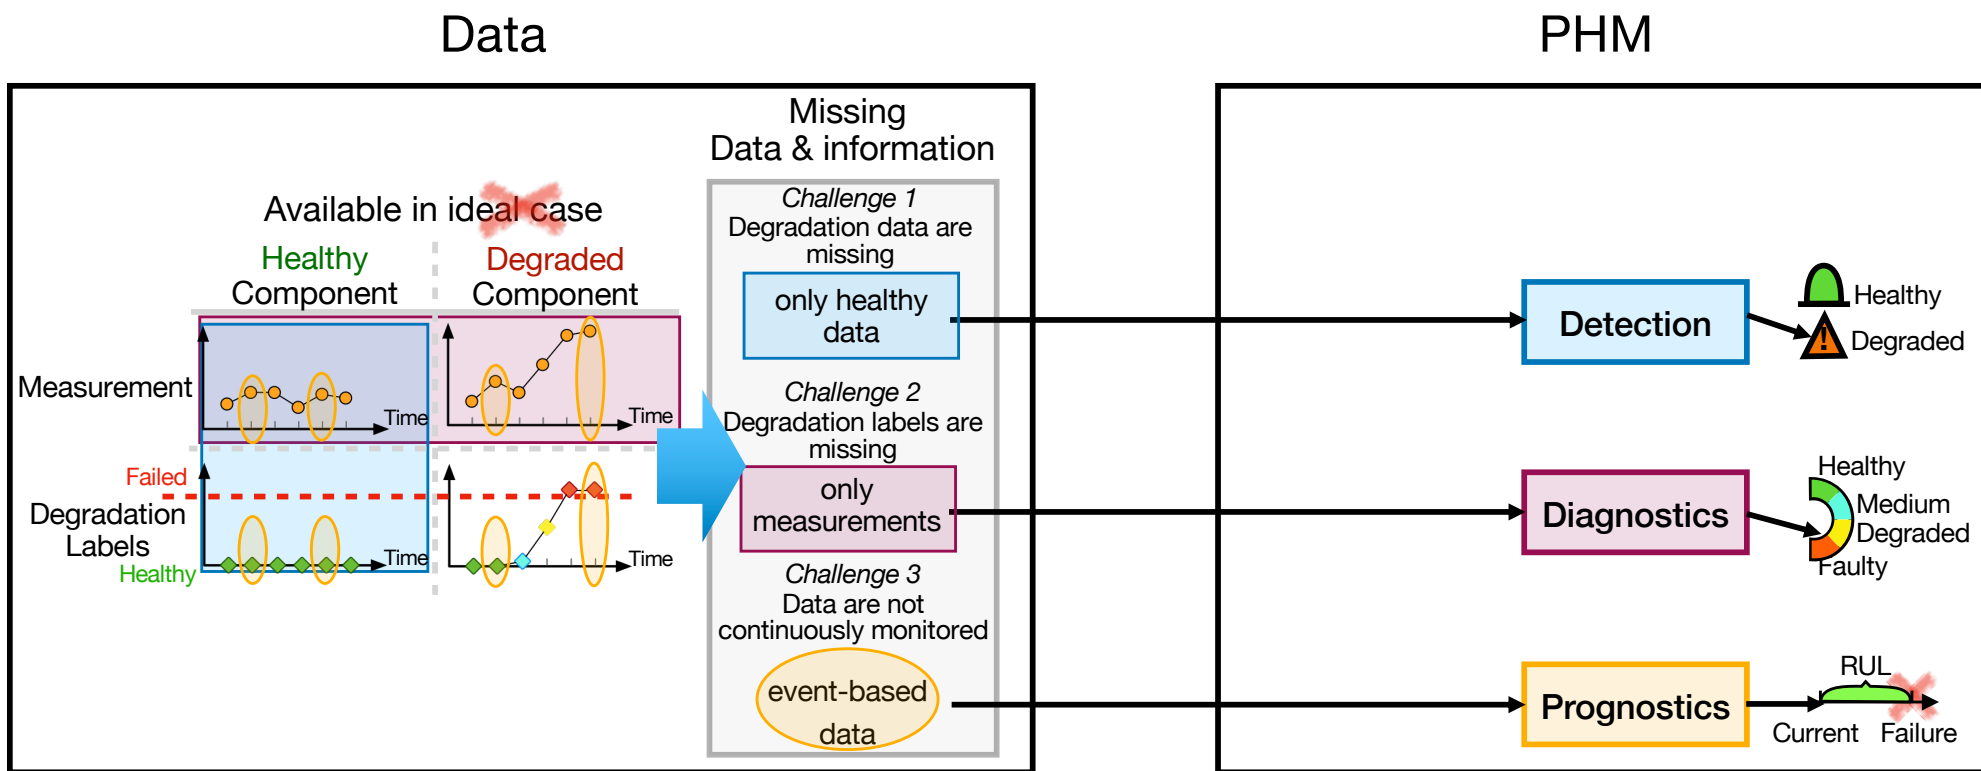 Data
PHM
Missing
Data & information
Available in ideal case
Healthy
Component
Degraded
Component
Measurement
Time
Time
Failed
Degradation
Labels
Healthy
Time
Time
Challenge 1
Degradation data are
missing
only healthy
data
Challenge 2
Degradation labels are
missing
only
measurements
Challenge 3
Data are not
continuously monitored
event-based
data
Detection
Healthy
!
Degraded
Diagnostics
Healthy
Medium
Degraded
Faulty
Prognostics
RUL
Current
Failure